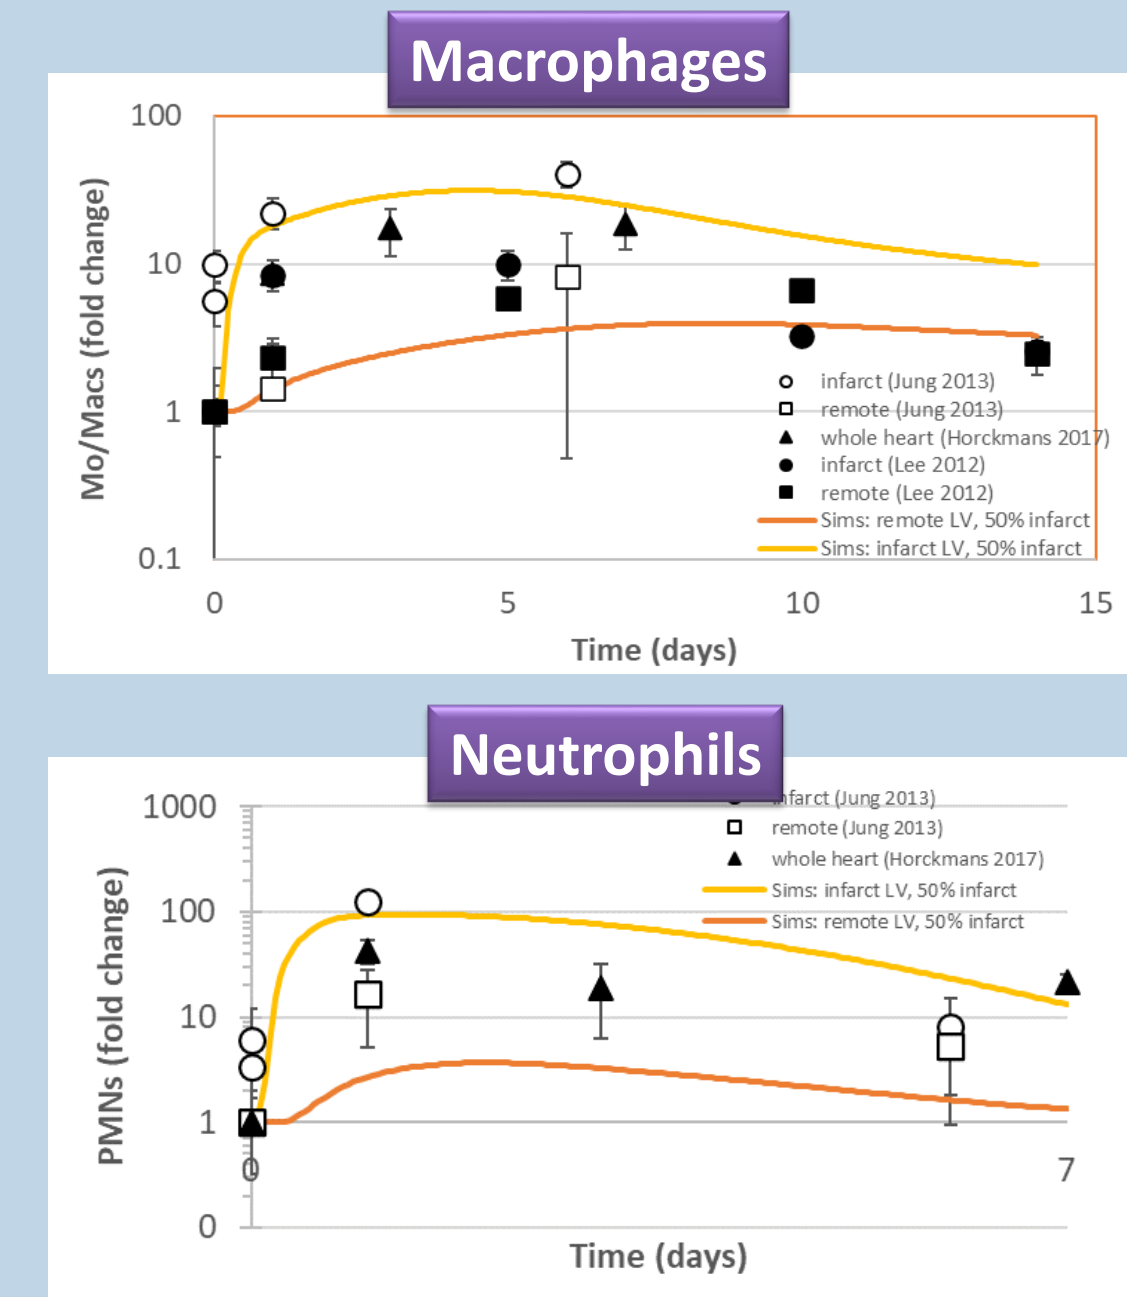 Macrophages
100
10
1
0.1
Mo/Macs (fold change)
0
5
10
15
Time (days)
infarct (Jung 2013)
remote (Jung 2013)
whole heart (Horckmans 2017)
infarct (Lee 2012)
remote (Lee 2012)
Sims: remote LV, 50% infarct
Sims: infarct LV, 50% infarct
Neutrophils
1000
100
10
1
0
PMNs (fold change)
0
7
Time (days)
infarct (Jung 2013)
remote (Jung 2013)
whole heart (Horckmans 2017)
Sims: infarct LV, 50% infarct
Sims: remote LV, 50% infarct